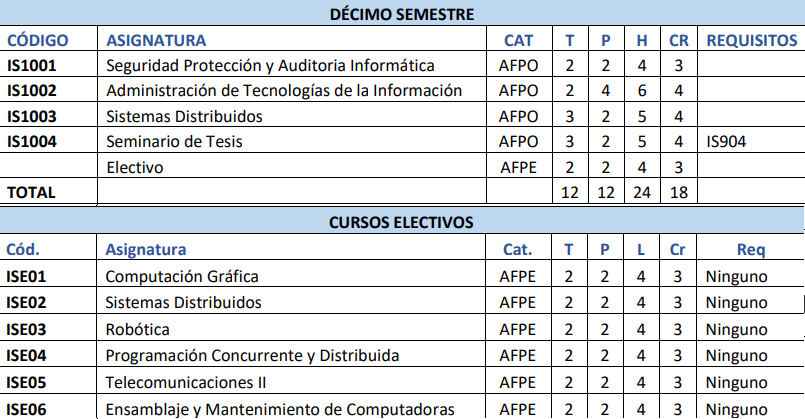 DÉCIMO SEMESTRE
CÓDIGO ASIGNATURA CAT T P H CR REQUISITOS
IS1001 Seguridad Protección y Auditoria Informática AFPO 2 2 4 3
IS1002 Administración de Tecnologías de la Información AFPO 2 4 6 4
IS1003 Sistemas Distribuidos AFPO 3 2 5 4
IS1004 Seminario de Tesis AFPO 3 2 5 4 IS904
Electivo AFPE 2 2 4 3
TOTAL 12 12 24 18
CURSOS ELECTIVOS
Cód. Asignatura Cat. T P L Cr Req
ISE01 Computación Gráfica AFPE 2 2 4 3 Ninguno
ISE02 Sistemas Distribuidos AFPE 2 2 4 3 Ninguno
ISE03 Robótica AFPE 2 2 4 3 Ninguno
ISE04 Programación Concurrente y Distribuida AFPE 2 2 4 3 Ninguno
ISE05 Telecomunicaciones II AFPE 2 2 4 3 Ninguno
ISE06 Ensamblaje y Mantenimiento de Computadoras AFPE 2 2 4 3 Ninguno